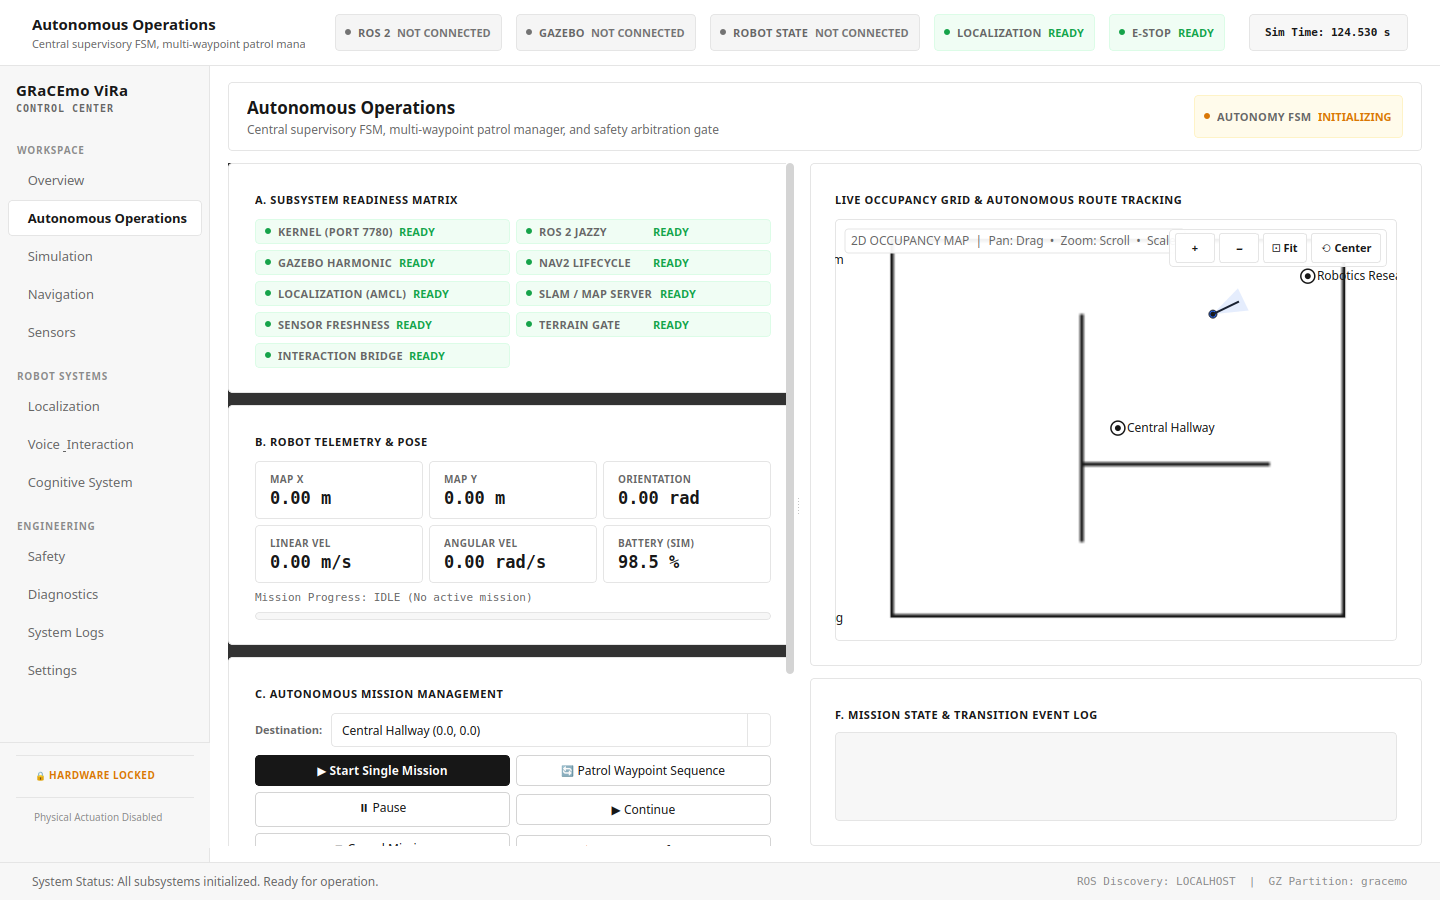 Autonomous Operations
Central supervisory FSM, multi-waypoint patrol mana
ROS 2 NOT CONNECTED
GAZEBO NOT CONNECTED
ROBOT STATE NOT CONNECTED
LOCALIZATION READY
E-STOP READY
Sim Time: 124.530 s
GRaCEmo ViRa
CONTROL CENTER
WORKSPACE
Overview
Autonomous Operations
Simulation
Navigation
Sensors
ROBOT SYSTEMS
Localization
Voice_Interaction
Cognitive System
ENGINEERING
Safety
Diagnostics
System Logs
Settings
HARDWARE LOCKED
Physical Actuation Disabled
Autonomous Operations
Central supervisory FSM, multi-waypoint patrol manager, and safety arbitration gate
AUTONOMY FSM INITIALIZING
A. SUBSYSTEM READINESS MATRIX
KERNEL (PORT 7780) READY
ROS 2 JAZZY READY
GAZEBO HARMONIC READY
NAV2 LIFECYCLE READY
LOCALIZATION (AMCL) READY
SLAM / MAP SERVER READY
SENSOR FRESHNESS READY
TERRAIN GATE READY
INTERACTION BRIDGE READY
B. ROBOT TELEMETRY & POSE
MAP X
0.00 m
MAP Y
0.00 m
ORIENTATION
0.00 rad
LINEAR VEL
0.00 m/s
ANGULAR VEL
0.00 rad/s
BATTERY (SIM)
98.5 %
Mission Progress: IDLE (No active mission)
C. AUTONOMOUS MISSION MANAGEMENT
Destination:
Central Hallway (0.0, 0.0)
▶ Start Single Mission
Patrol Waypoint Sequence
⏸ Pause
▶ Continue
LIVE OCCUPANCY GRID & AUTONOMOUS ROUTE TRACKING
2D OCCUPANCY MAP | Pan: Drag • Zoom: Scroll • Scal
+
−
Fit
Center
m
Robotics Resea
Central Hallway
g
F. MISSION STATE & TRANSITION EVENT LOG
System Status: All subsystems initialized. Ready for operation.
ROS Discovery: LOCALHOST | GZ Partition: gracemo